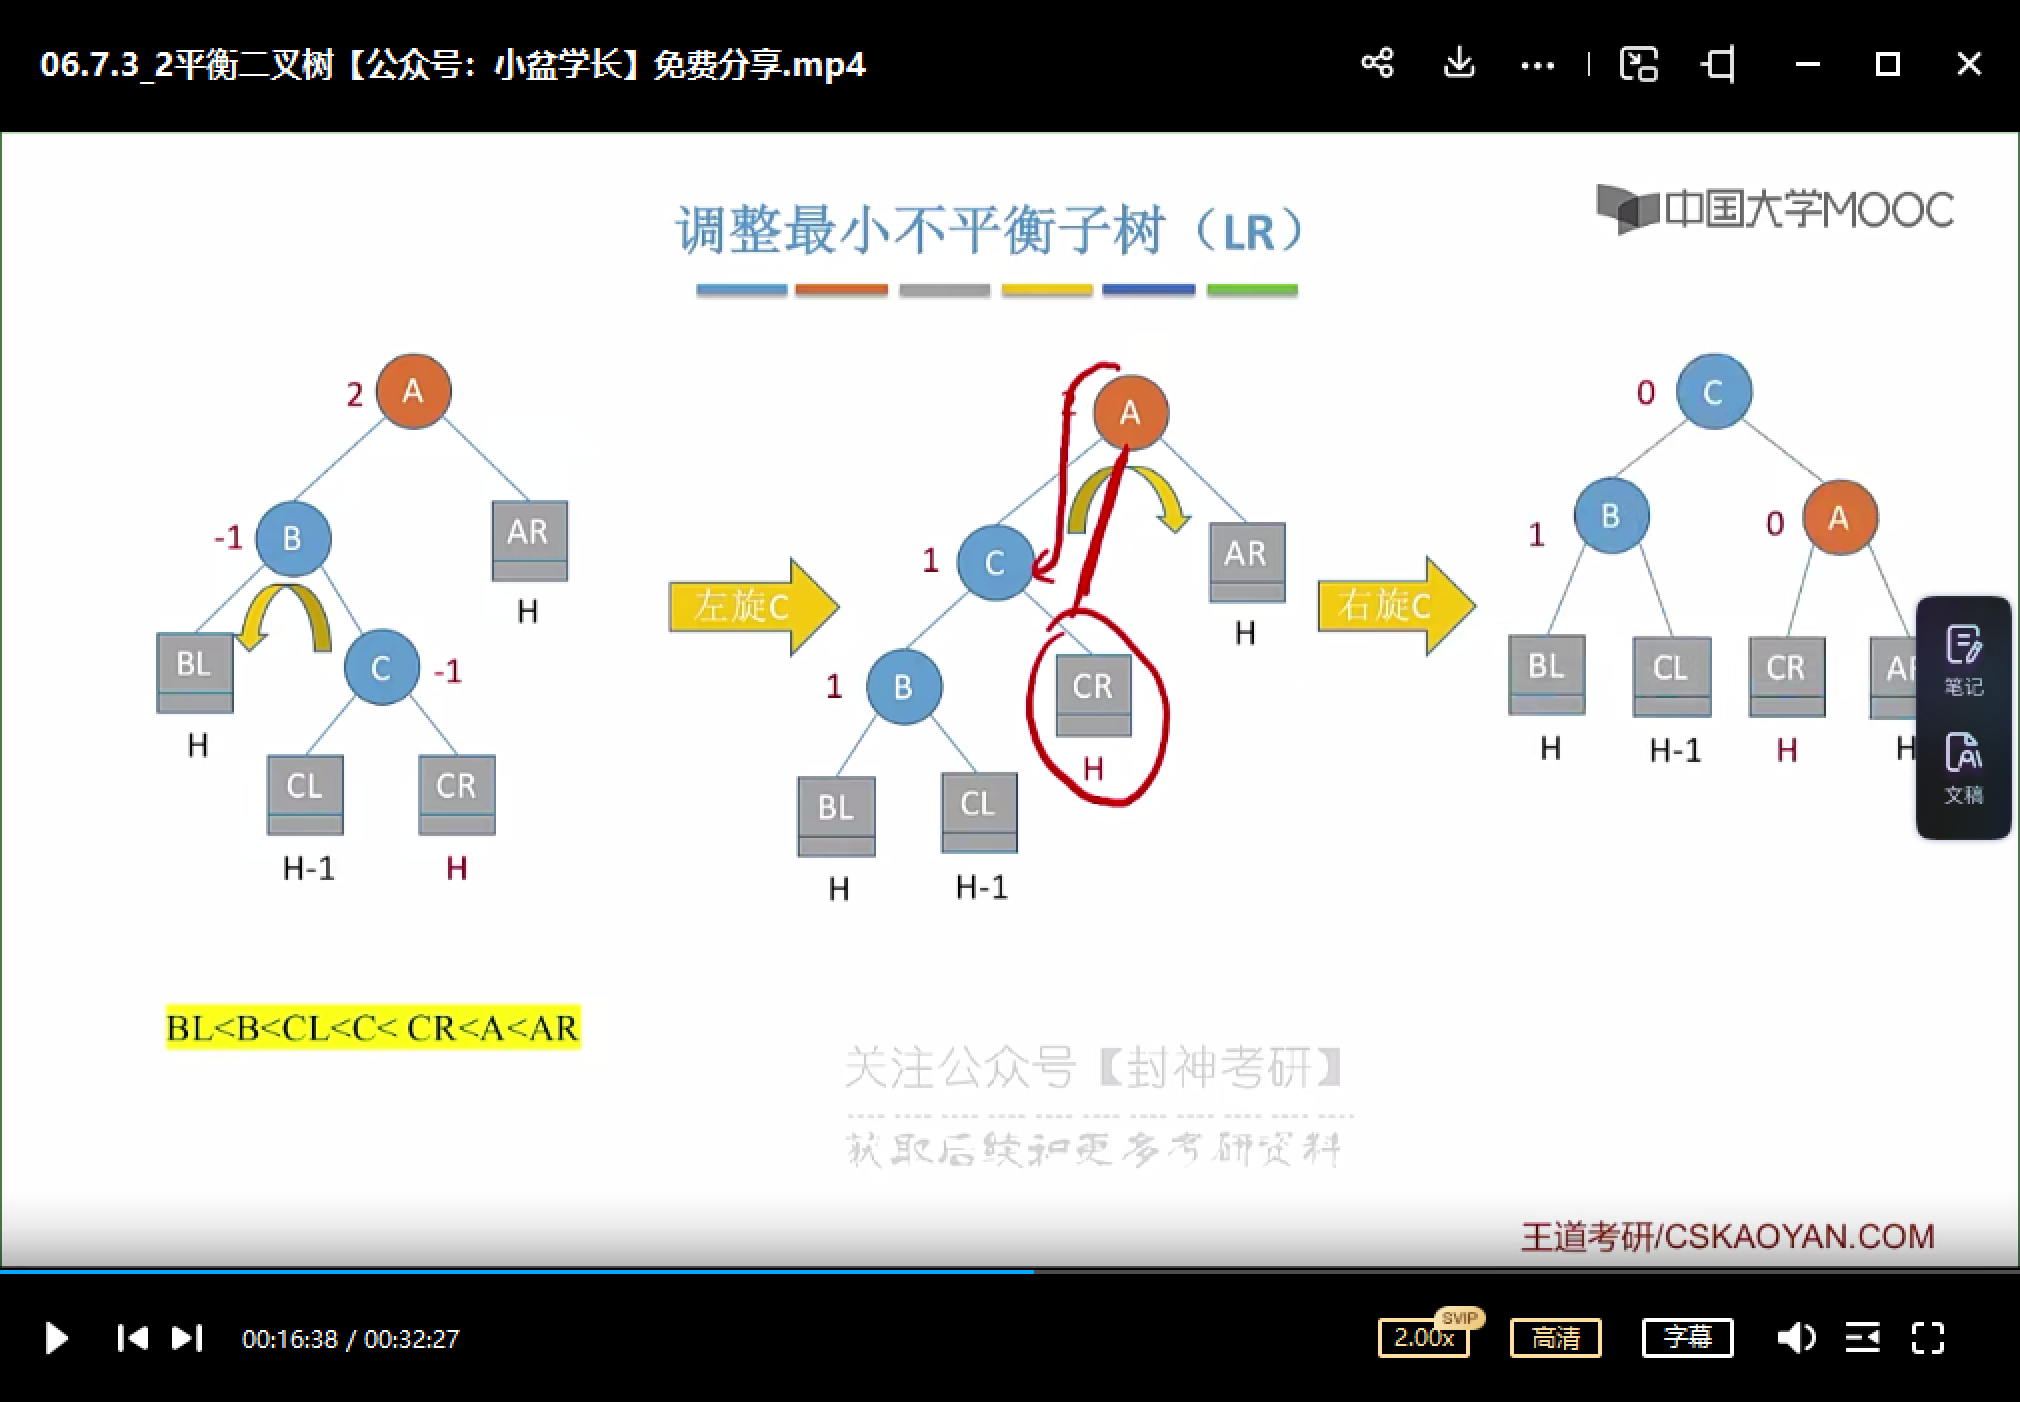 06.7.3_2平衡二叉树【公众号：小盆学长】免费分享.mp4
中国大学MOOC
调整最小不平衡子树（LR）
2
A
-1
B
AR
H
BL
H
C
-1
CL
H-1
CR
H
左旋C
A
1
C
AR
H
1
B
CR
H
BL
H
CL
H-1
右旋C
0
C
1
B
0
A
BL
H
CL
H-1
CR
H
H
笔记
文稿
BL<B<CL<C< CR<A<AR
关注公众号【封神考研】
获取后续和更多考研资料
王道考研/CSKAOYAN.COM
00:16:38 / 00:32:27
2.00x
SVIP
高清
字幕